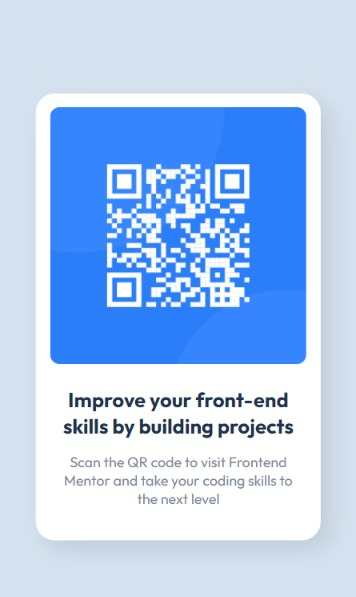 Improve your front-end
skills by building projects
Scan the QR code to visit Frontend
Mentor and take your coding skills to
the next level